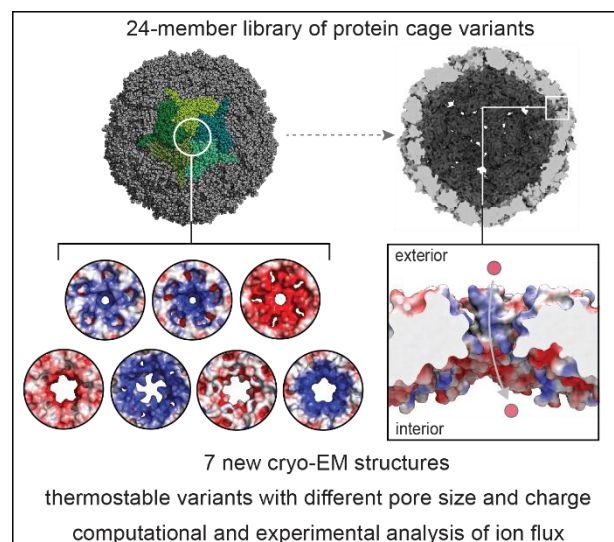 24-member library of protein cage variants
exterior
interior
7 new cryo-EM structures
thermostable variants with different pore size and charge
computational and experimental analysis of ion flux